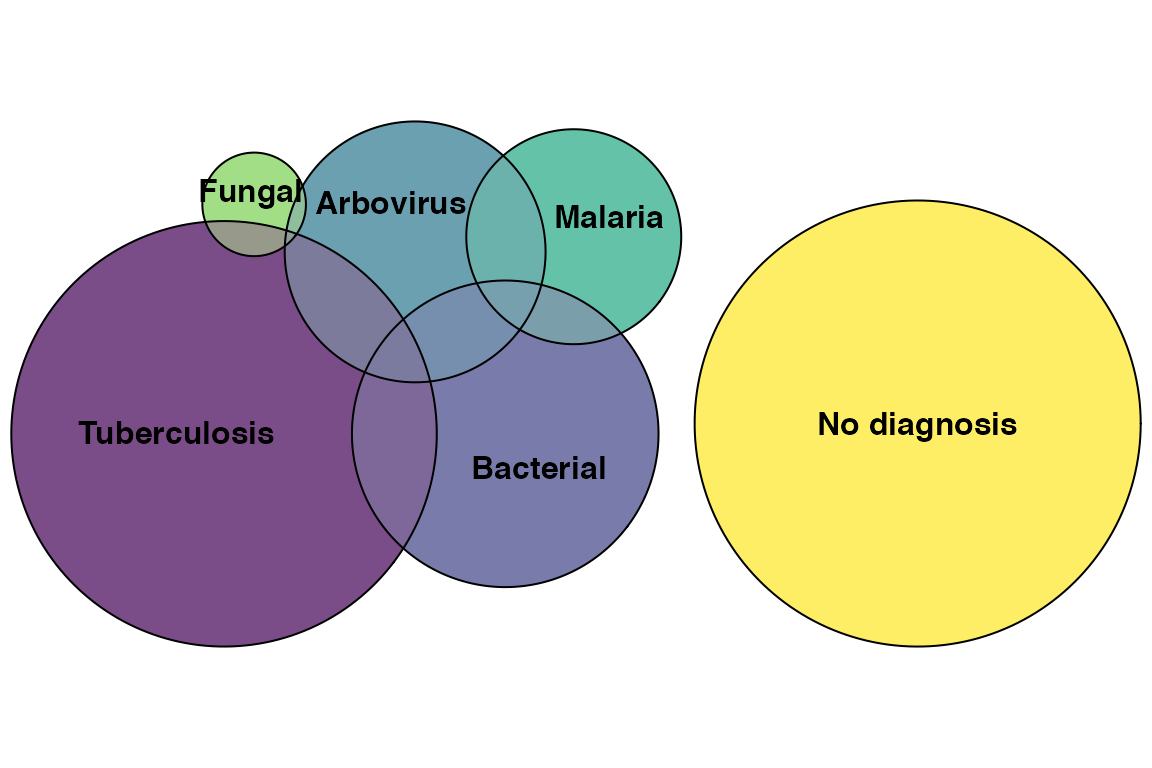 Fungal
Arbovirus
Malaria
Tuberculosis
Bacterial
No diagnosis